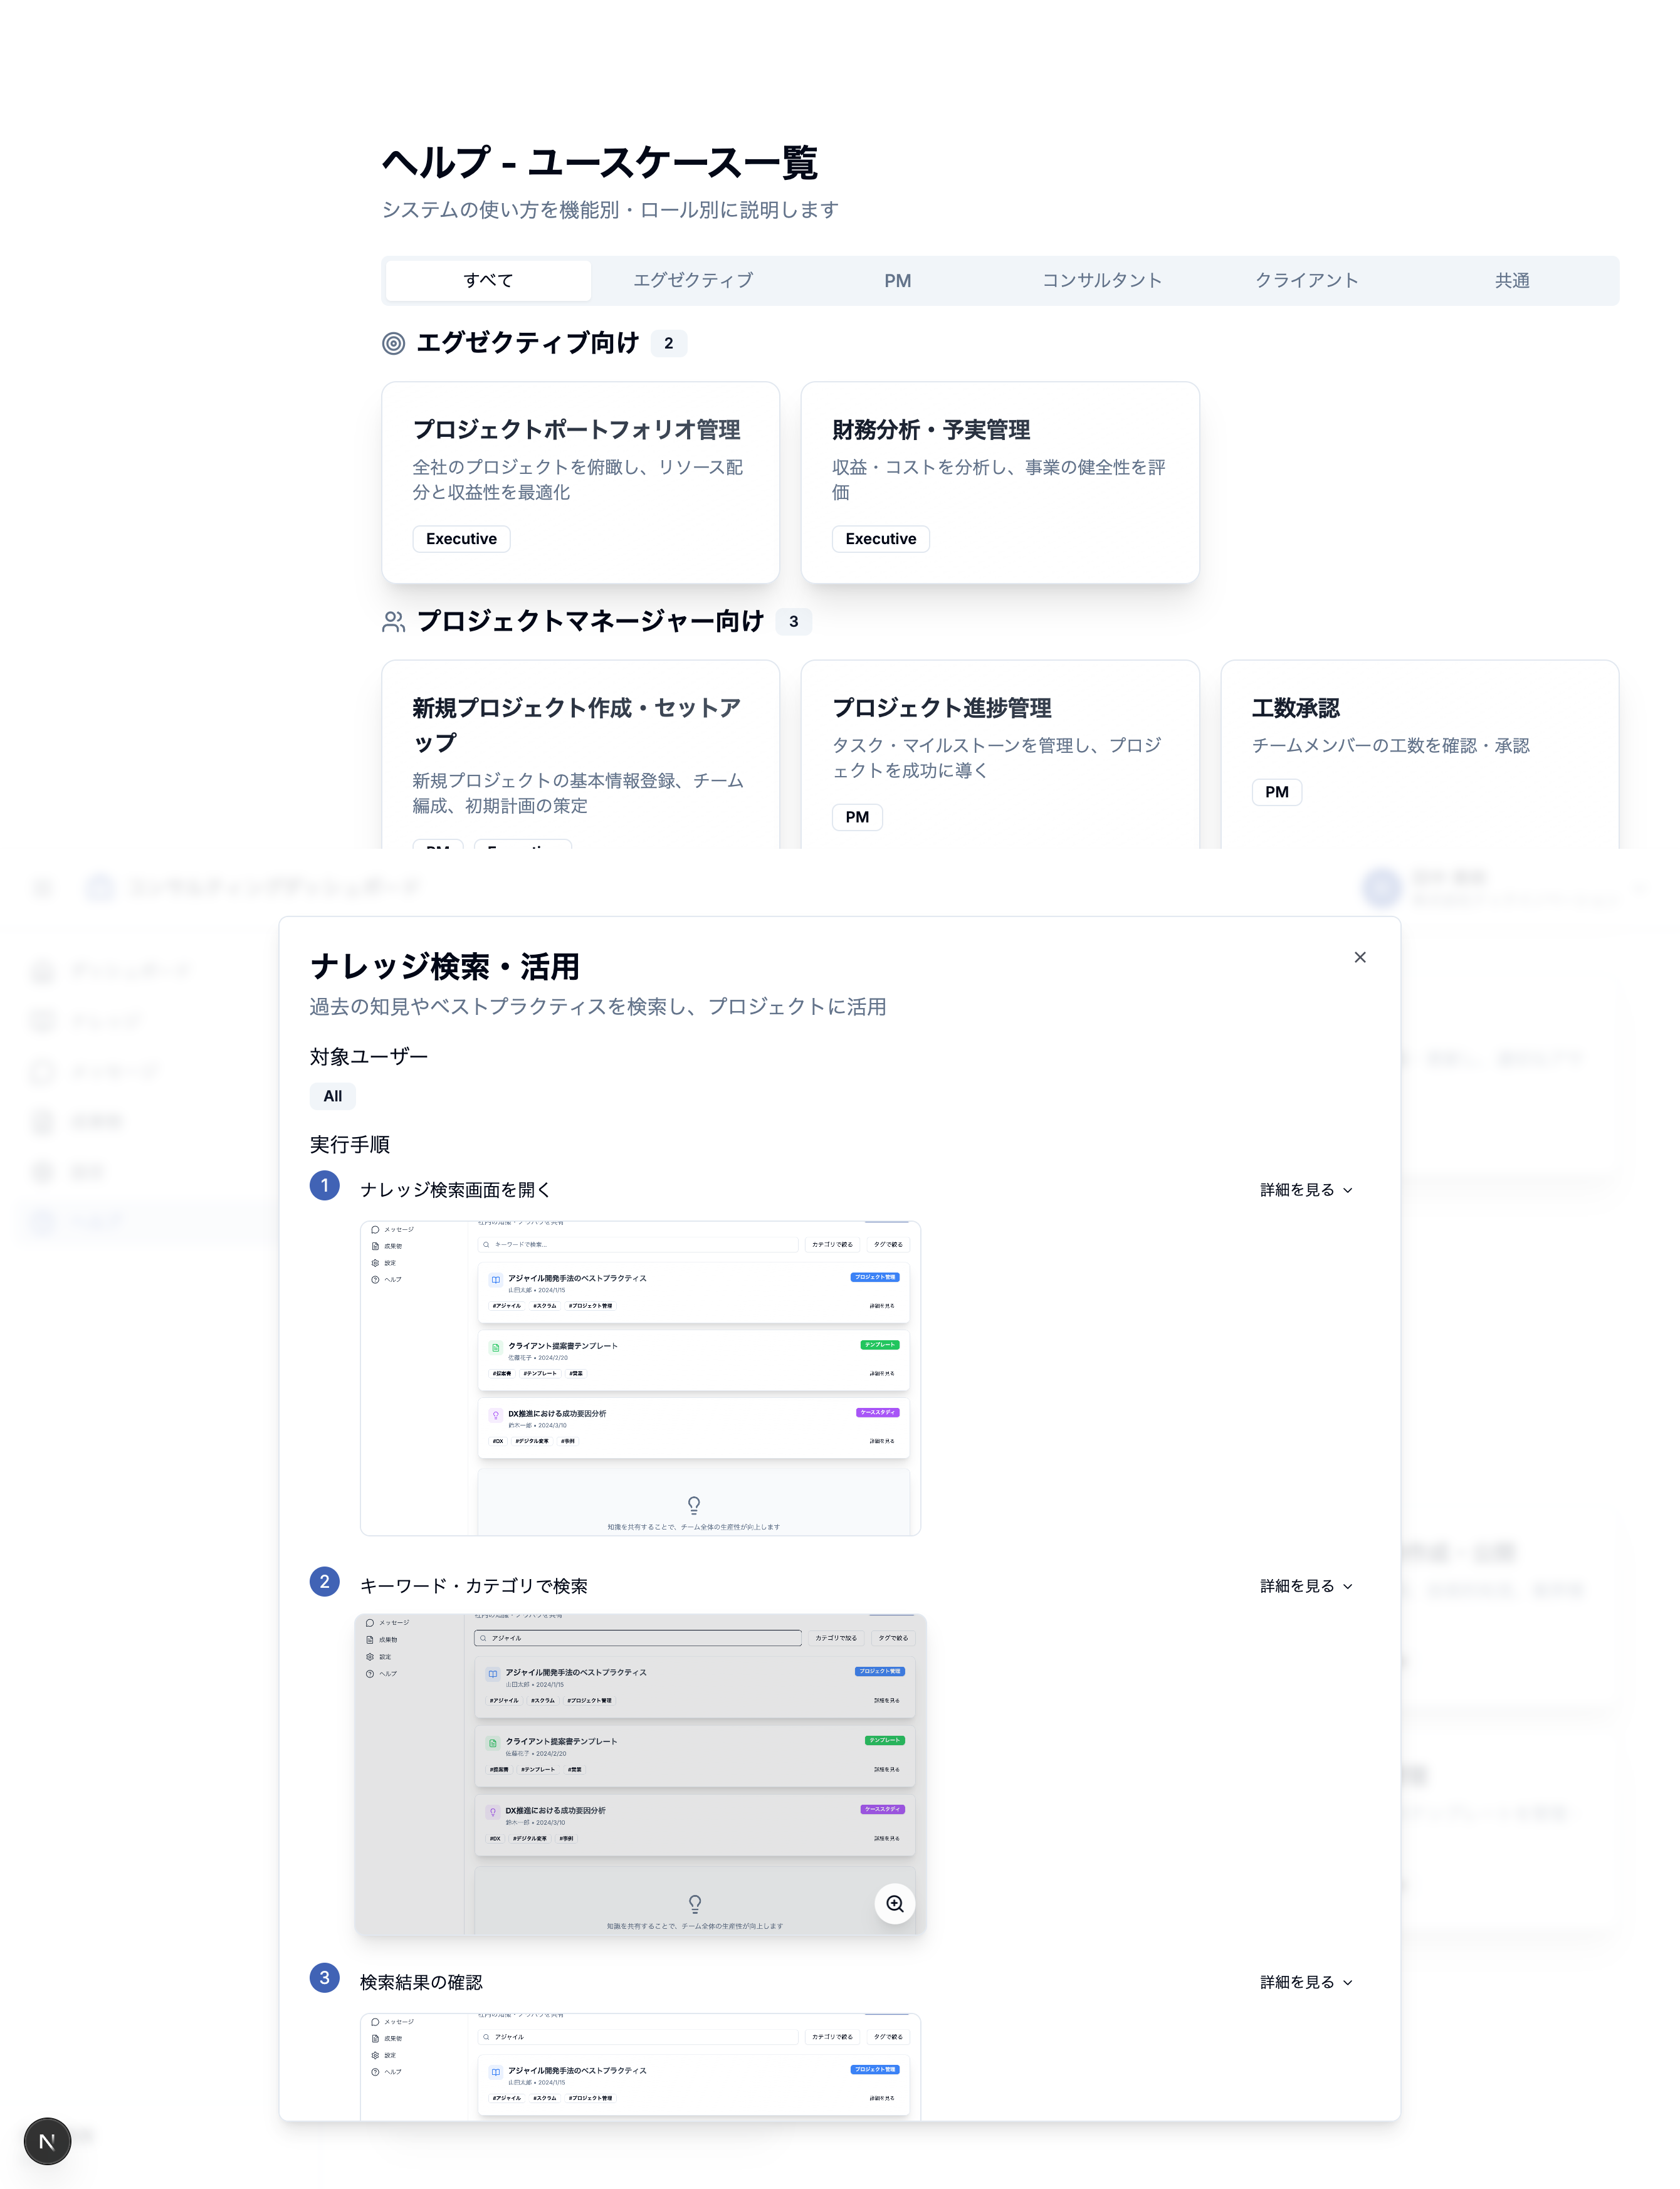 ヘルプ - ユースケース一覧
システムの使い方を機能別・ロール別に説明します
すべて
エグゼクティブ
PM
コンサルタント
クライアント
共通
エグゼクティブ向け
2
プロジェクトポートフォリオ管理
全社のプロジェクトを俯瞰し、リソース配
分と収益性を最適化
Executive
財務分析・予実管理
収益・コストを分析し、事業の健全性を評
価
Executive
プロジェクトマネージャー向け
3
新規プロジェクト作成・セットア
ップ
新規プロジェクトの基本情報登録、チーム
編成、初期計画の策定
PM
Executive
プロジェクト進捗管理
タスク・マイルストーンを管理し、プロジ
ェクトを成功に導く
PM
工数承認
チームメンバーの工数を確認・承認
PM
コンサルティングダッシュボード
ナレッジ検索・活用
過去の知見やベストプラクティスを検索し、プロジェクトに活用
対象ユーザー
All
実行手順
1
ナレッジ検索画面を開く
詳細を見る
メッセージ
成果物
設定
ヘルプ
キーワードで検索...
カテゴリで絞る
タグで絞る
アジャイル開発手法のベストプラクティス
プロジェクト管理
山田太郎 • 2024/1/15
#アジャイル
#スクラム
#プロジェクト管理
詳細を見る
クライアント提案書テンプレート
テンプレート
佐藤花子 • 2024/2/20
#提案書
#テンプレート
#営業
詳細を見る
DX推進における成功要因分析
ケーススタディ
鈴木一郎 • 2024/3/10
#DX
#デジタル変革
#事例
詳細を見る
知識を共有することで、チーム全体の生産性が向上します
2
キーワード・カテゴリで検索
詳細を見る
メッセージ
成果物
設定
ヘルプ
アジャイル
カテゴリで絞る
タグで絞る
アジャイル開発手法のベストプラクティス
プロジェクト管理
山田太郎 • 2024/1/15
#アジャイル
#スクラム
#プロジェクト管理
詳細を見る
クライアント提案書テンプレート
テンプレート
佐藤花子 • 2024/2/20
#提案書
#テンプレート
#営業
詳細を見る
DX推進における成功要因分析
ケーススタディ
鈴木一郎 • 2024/3/10
#DX
#デジタル変革
#事例
詳細を見る
知識を共有することで、チーム全体の生産性が向上します
3
検索結果の確認
詳細を見る
メッセージ
成果物
設定
ヘルプ
アジャイル
カテゴリで絞る
タグで絞る
アジャイル開発手法のベストプラクティス
プロジェクト管理
山田太郎 • 2024/1/15
#アジャイル
#スクラム
#プロジェクト管理
詳細を見る
N